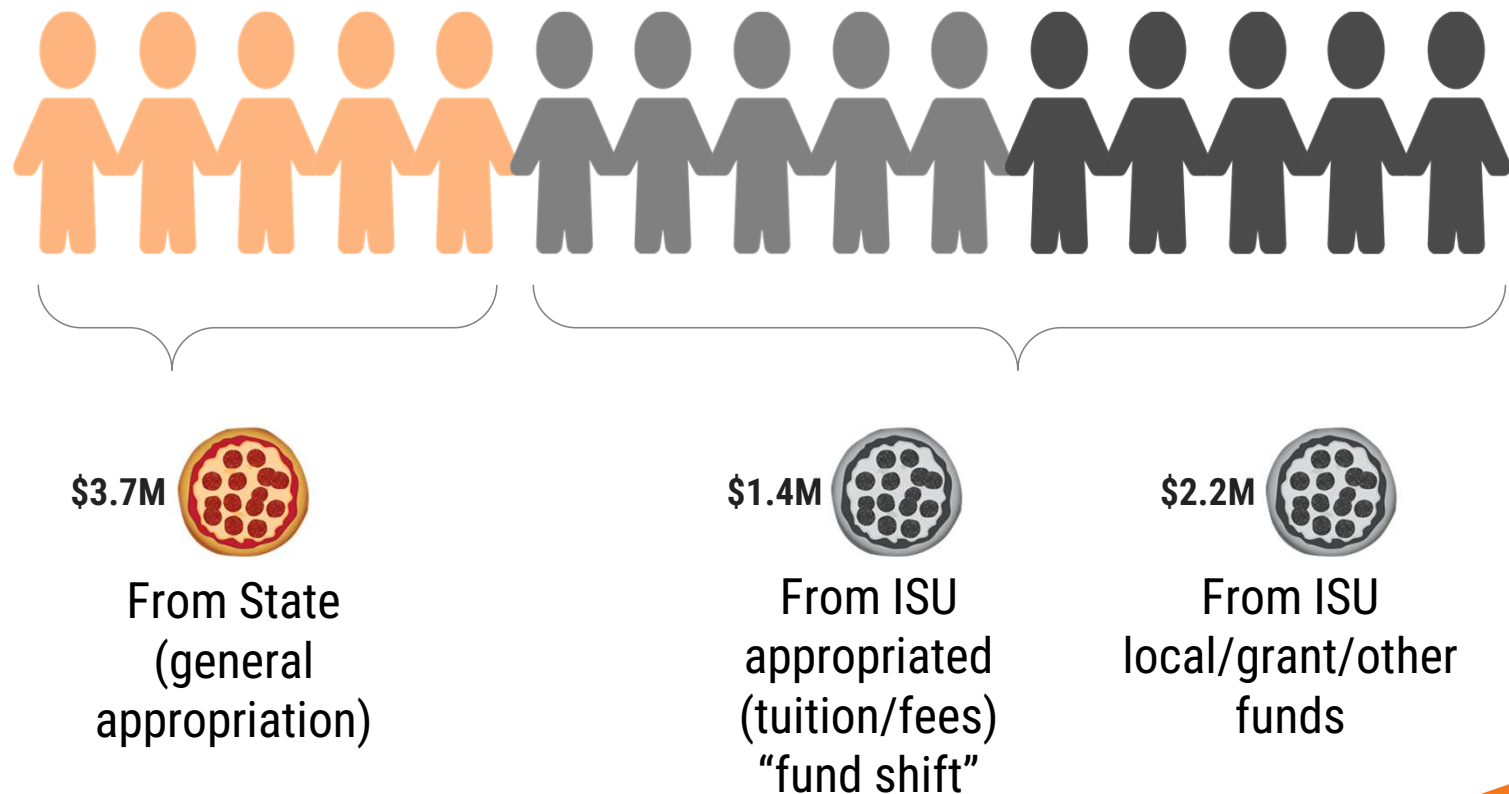 $3.7M
From State
(general
appropriation)
$1.4M
From ISU
appropriated
(tuition/fees)
“fund shift”
$2.2M
From ISU
local/grant/other
funds